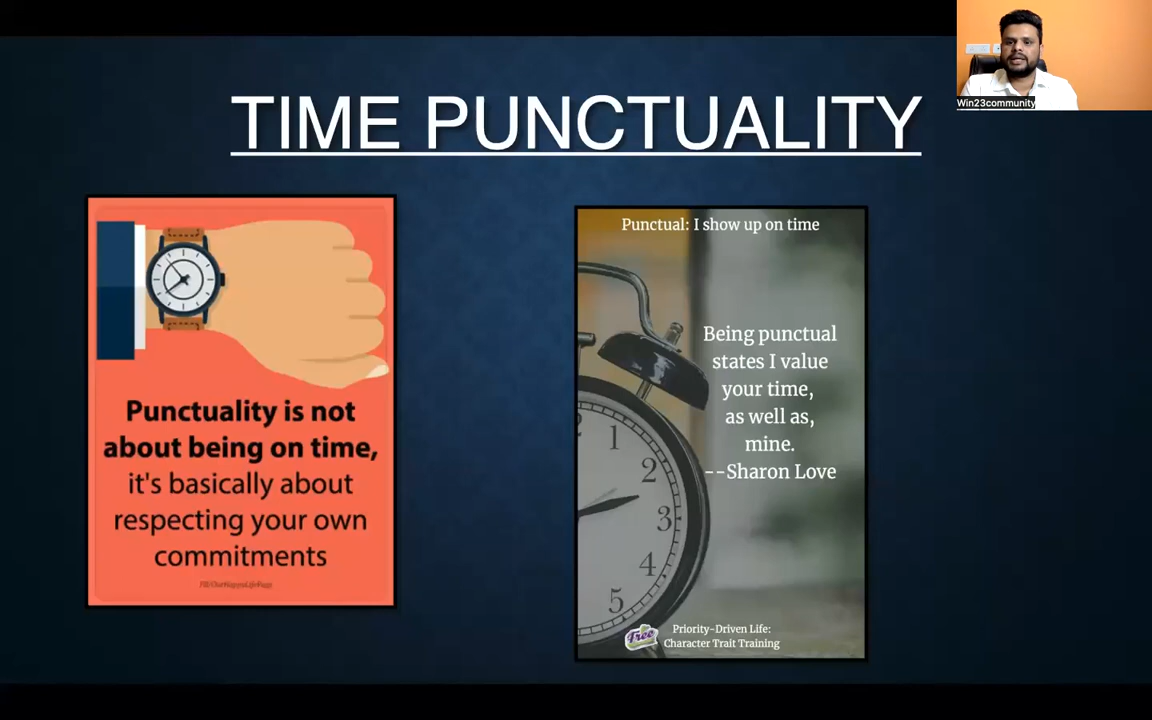 TIME PUNCTUALITY
Win23community
Punctuality is not
about being on time,
it's basically about
respecting your own
commitments
Punctual: I show up on time
Being punctual
states I value
your time,
as well as,
mine.
--Sharon Love
1
2
3
4
5
Free
Priority-Driven Life:
Character Trait Training